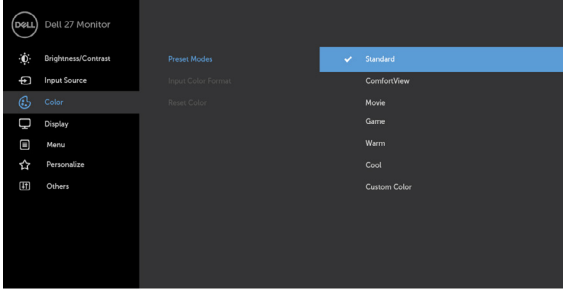 DELL
Dell 27 Monitor
Brightness/Contrast
Input Source
Color
Display
Menu
Personalize
Others
Preset Modes
Input Color Format
Reset Color
Standard
ComfortView
Movie
Game
Warm
Cool
Custom Color